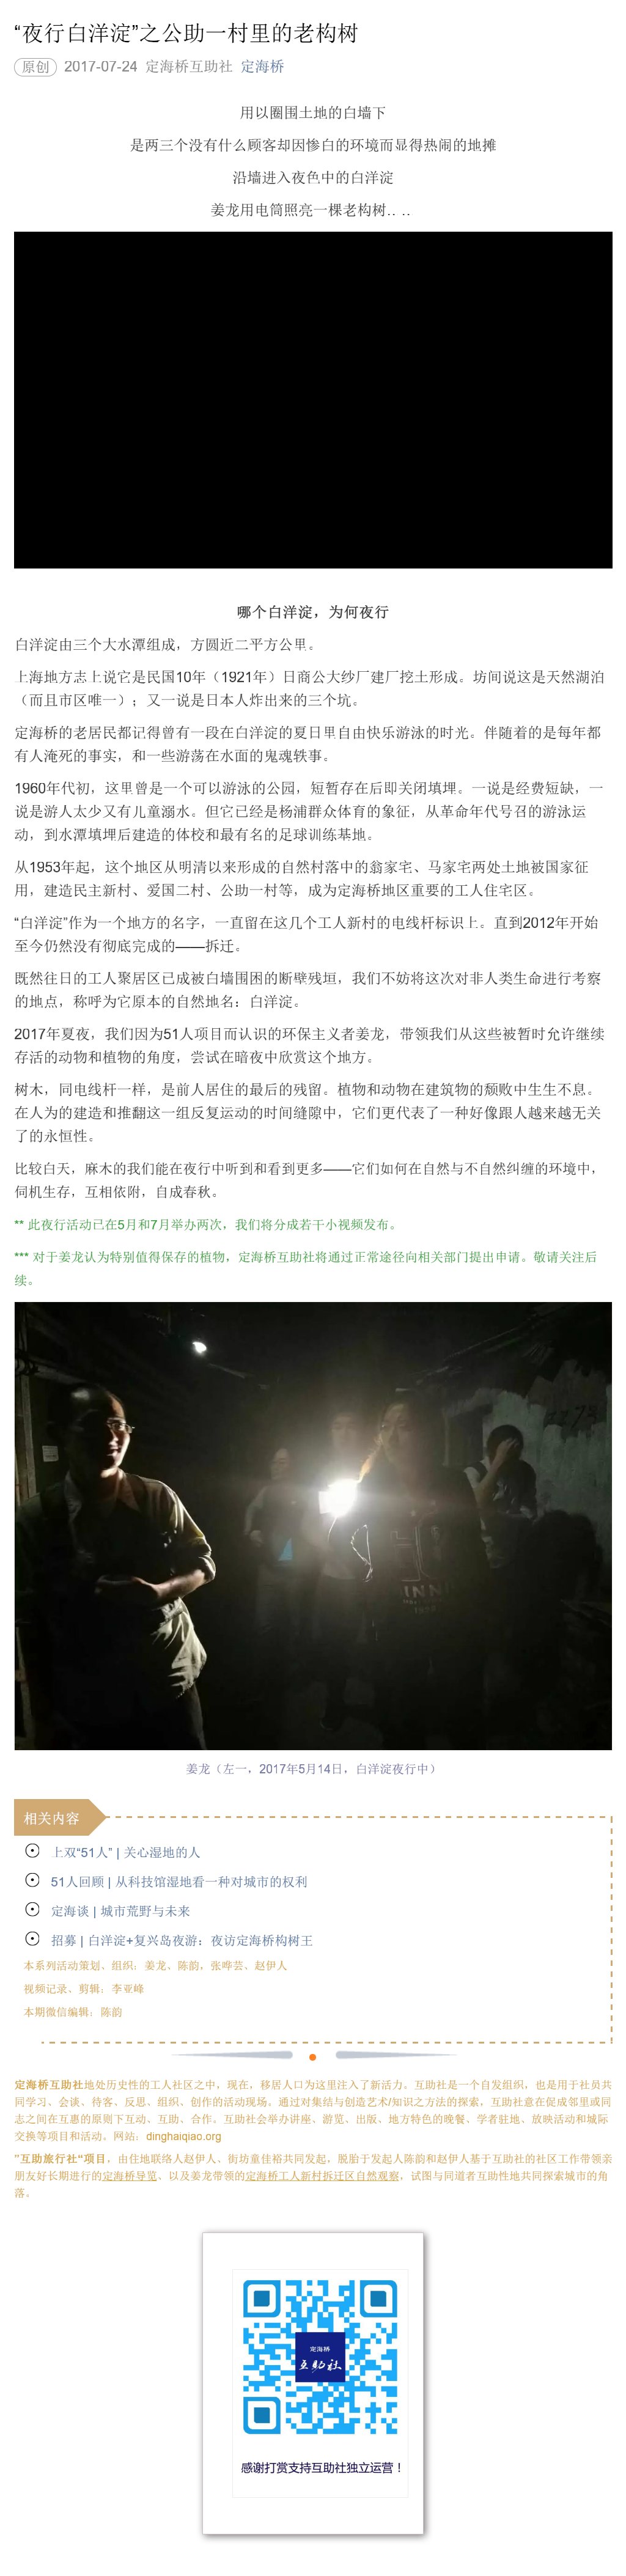 “夜行白洋淀”之公助一村里的老构树
原创 2017-07-24 定海桥互助社 定海桥
用以圈围土地的白墙下
是两三个没有什么顾客却因惨白的环境而显得热闹的地摊
沿墙进入夜色中的白洋淀
姜龙用电筒照亮一棵老构树.. ..
哪个白洋淀，为何夜行
白洋淀由三个大水潭组成，方圆近二平方公里。
上海地方志上说它是民国10年（1921年）日商公大纱厂建厂挖土形成。坊间说这是天然湖泊
（而且市区唯一）；又一说是日本人炸出来的三个坑。
定海桥的老居民都记得曾有一段在白洋淀的夏日里自由快乐游泳的时光。伴随着的是每年都
有人淹死的事实，和一些游荡在水面的鬼魂轶事。
1960年代初，这里曾是一个可以游泳的公园，短暂存在后即关闭填埋。一说是经费短缺，一
说是游人太少又有儿童溺水。但它已经是杨浦群众体育的象征，从革命年代号召的游泳运
动，到水潭填埋后建造的体校和最有名的足球训练基地。
从1953年起，这个地区从明清以来形成的自然村落中的翁家宅、马家宅两处土地被国家征
用，建造民主新村、爱国二村、公助一村等，成为定海桥地区重要的工人住宅区。
“白洋淀”作为一个地方的名字，一直留在这几个工人新村的电线杆标识上。直到2012年开始
至今仍然没有彻底完成的——拆迁。
既然往日的工人聚居区已成被白墙围困的断壁残垣，我们不妨将这次对非人类生命进行考察
的地点，称呼为它原本的自然地名：白洋淀。
2017年夏夜，我们因为51人项目而认识的环保主义者姜龙，带领我们从这些被暂时允许继续
存活的动物和植物的角度，尝试在暗夜中欣赏这个地方。
树木，同电线杆一样，是前人居住的最后的残留。植物和动物在建筑物的颓败中生生不息。
在人为的建造和推翻这一组反复运动的时间缝隙中，它们更代表了一种好像跟人越来越无关
了的永恒性。
比较白天，麻木的我们能在夜行中听到和看到更多——它们如何在自然与不自然纠缠的环境中，
伺机生存，互相依附，自成春秋。
** 此夜行活动已在5月和7月举办两次，我们将分成若干小视频发布。
*** 对于姜龙认为特别值得保存的植物，定海桥互助社将通过正常途径向相关部门提出申请。敬请关注后
续。
姜龙（左一，2017年5月14日，白洋淀夜行中）
相关内容
上双“51人” | 关心湿地的人
51人回顾 | 从科技馆湿地看一种对城市的权利
定海谈 | 城市荒野与未来
招募 | 白洋淀+复兴岛夜游：夜访定海桥构树王
本系列活动策划、组织：姜龙、陈韵，张晔芸、赵伊人
视频记录、剪辑：李亚峰
本期微信编辑：陈韵
定海桥互助社地处历史性的工人社区之中，现在，移居人口为这里注入了新活力。互助社是一个自发组织，也是用于社员共
同学习、会谈、待客、反思、组织、创作的活动现场。通过对集结与创造艺术/知识之方法的探索，互助社意在促成邻里或同
志之间在互惠的原则下互动、互助、合作。互助社会举办讲座、游览、出版、地方特色的晚餐、学者驻地、放映活动和城际
交换等项目和活动。网站：dinghaiqiao.org
"互助旅行社"项目，由住地联络人赵伊人、街坊童佳裕共同发起，脱胎于发起人陈韵和赵伊人基于互助社的社区工作带领亲
朋友好长期进行的定海桥导览、以及姜龙带领的定海桥工人新村拆迁区自然观察，试图与同道者互助性地共同探索城市的角
落。
定海桥
互助社
感谢打赏支持互助社独立运营！